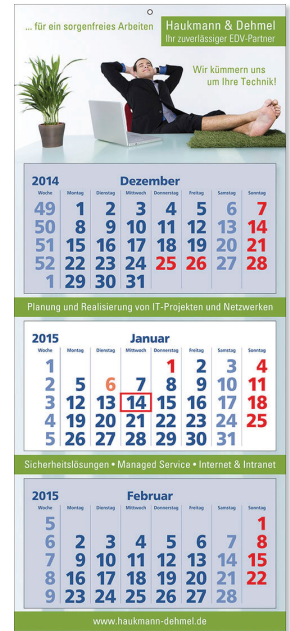 ... für ein sorgenfreies Arbeiten
Haukmann & Dehmel
Ihr zuverlässiger EDV-Partner
Wir kümmern uns
um Ihre Technik!
2014 Dezember
Woche Montag Dienstag Mittwoch Donnerstag Freitag Samstag Sonntag
49 1 2 3 4 5 6 7
50 8 9 10 11 12 13 14
51 15 16 17 18 19 20 21
52 22 23 24 25 26 27 28
1 29 30 31
Planung und Realisierung von IT-Projekten und Netzwerken
2015 Januar
Woche Montag Dienstag Mittwoch Donnerstag Freitag Samstag Sonntag
1 1 2 3 4
2 5 6 7 8 9 10 11
3 12 13 14 15 16 17 18
4 19 20 21 22 23 24 25
5 26 27 28 29 30 31
Sicherheitslösungen • Managed Service • Internet & Intranet
2015 Februar
Woche Montag Dienstag Mittwoch Donnerstag Freitag Samstag Sonntag
5 1
6 2 3 4 5 6 7 8
7 9 10 11 12 13 14 15
8 16 17 18 19 20 21 22
9 23 24 25 26 27 28
www.haukmann-dehmel.de